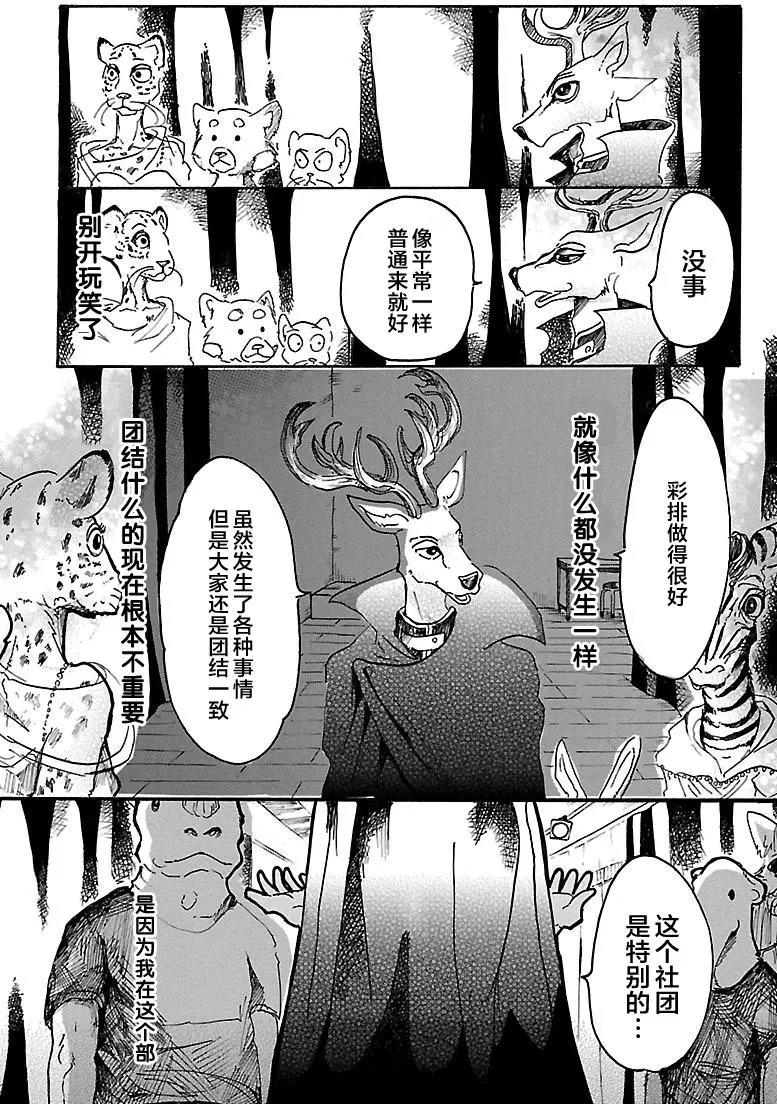 没事
像平常一样
普通来就好
别开玩笑了
彩排做得很好
就像什么都没发生一样
虽然发生了各种事情
但是大家还是团结一致
团结什么的现在根本不重要
这个社团
是特别的…
是因为我在这个部